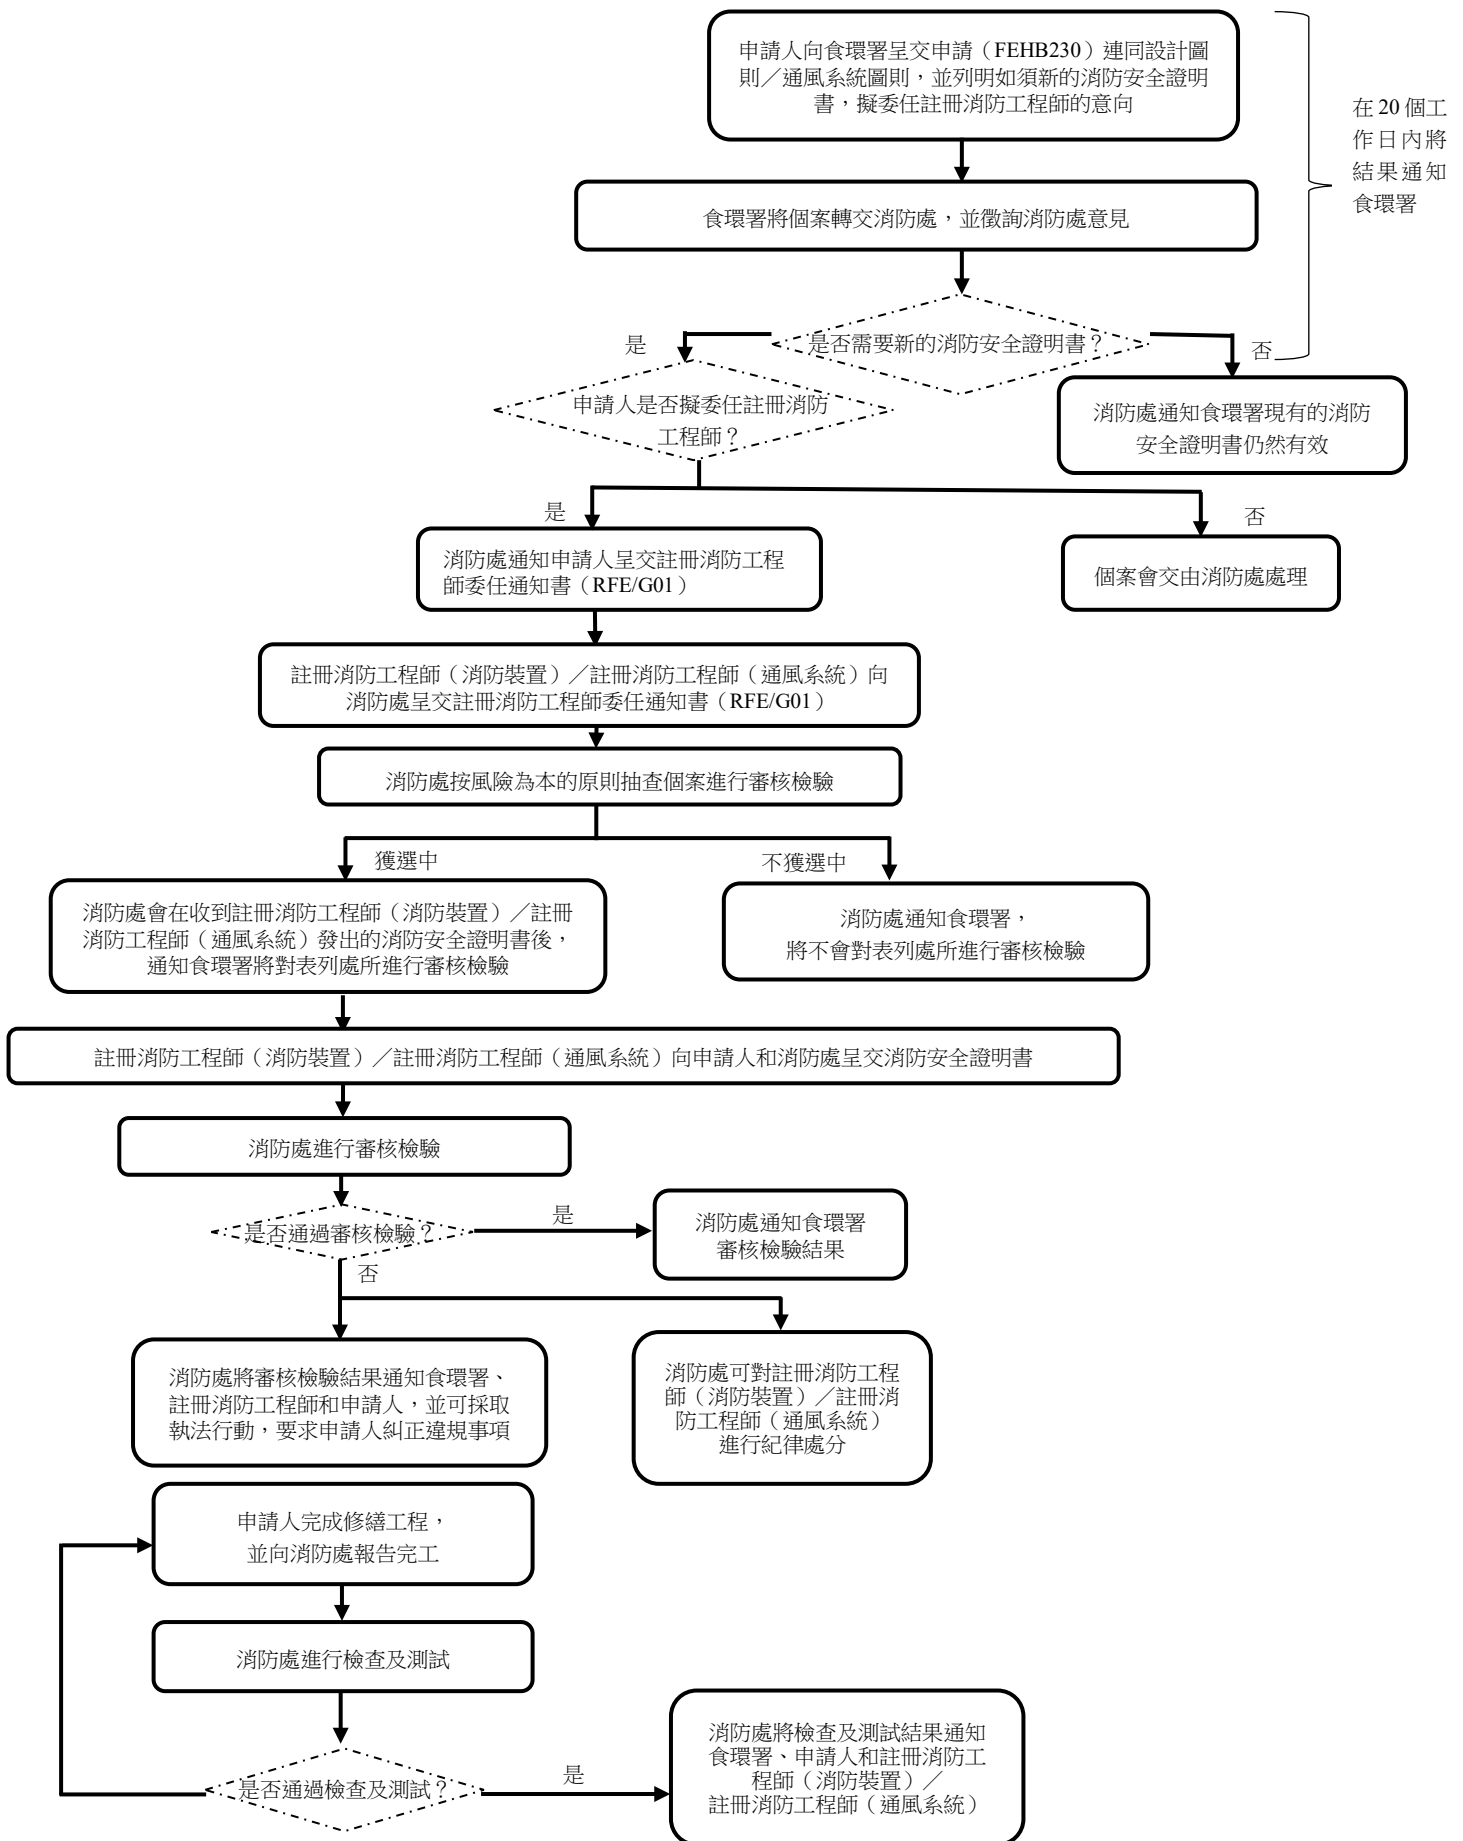 申請人向食環署呈交申請（FEHB230）連同設計圖
則／通風系統圖則，並列明如須新的消防安全證明
書，擬委任註冊消防工程師的意向
在 20 個工
作日內將
結果通知
食環署
食環署將個案轉交消防處，並徵詢消防處意見
是否需要新的消防安全證明書？
是
否
申請人是否擬委任註冊消防
工程師？
消防處通知食環署現有的消防
安全證明書仍然有效
是
否
消防處通知申請人呈交註冊消防工程
師委任通知書（RFE/G01）
個案會交由消防處處理
註冊消防工程師（消防裝置）／註冊消防工程師（通風系統）向
消防處呈交註冊消防工程師委任通知書（RFE/G01）
消防處按風險為本的原則抽查個案進行審核檢驗
獲選中
不獲選中
消防處會在收到註冊消防工程師（消防裝置）／註冊
消防工程師（通風系統）發出的消防安全證明書後，
通知食環署將對表列處所進行審核檢驗
消防處通知食環署，
將不會對表列處所進行審核檢驗
註冊消防工程師（消防裝置）／註冊消防工程師（通風系統）向申請人和消防處呈交消防安全證明書
消防處進行審核檢驗
是否通過審核檢驗？
是
消防處通知食環署
審核檢驗結果
否
消防處將審核檢驗結果通知食環署、
註冊消防工程師和申請人，並可採取
執法行動，要求申請人糾正違規事項
消防處可對註冊消防工程
師（消防裝置）／註冊消
防工程師（通風系統）
進行紀律處分
申請人完成修繕工程，
並向消防處報告完工
消防處進行檢查及測試
是否通過檢查及測試？
是
消防處將檢查及測試結果通知
食環署、申請人和註冊消防工
程師（消防裝置）／
註冊消防工程師（通風系統）